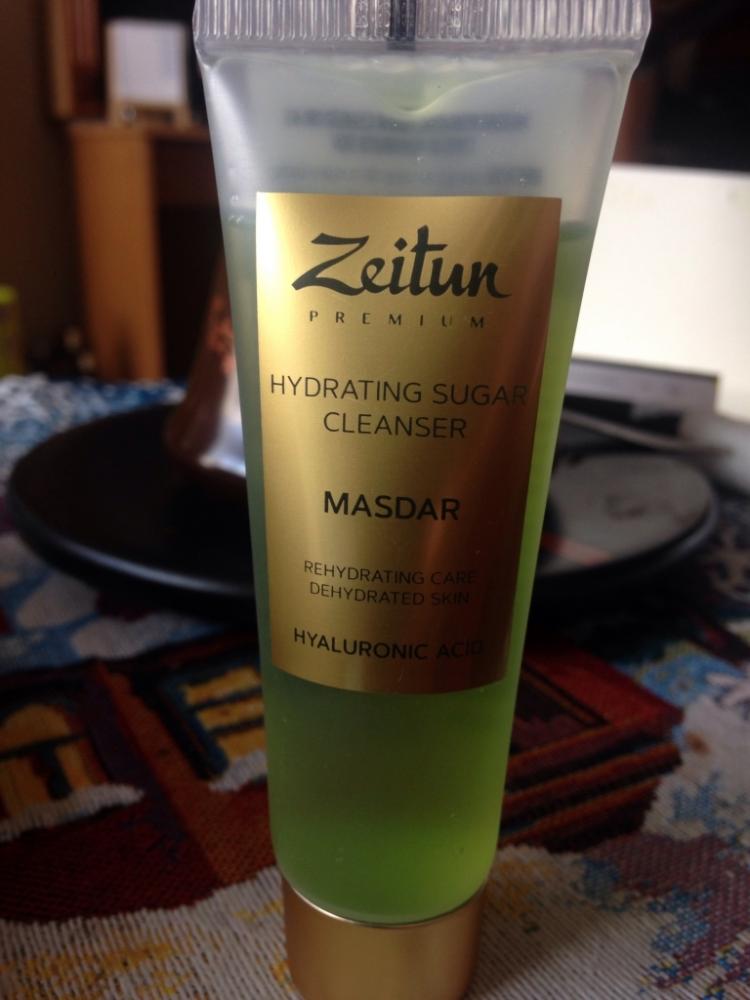 Zeitun
PREMIUM
HYDRATING SUGAR
CLEANSER
MASDAR
REHYDRATING CARE
DEHYDRATED SKIN
HYALURONIC ACID